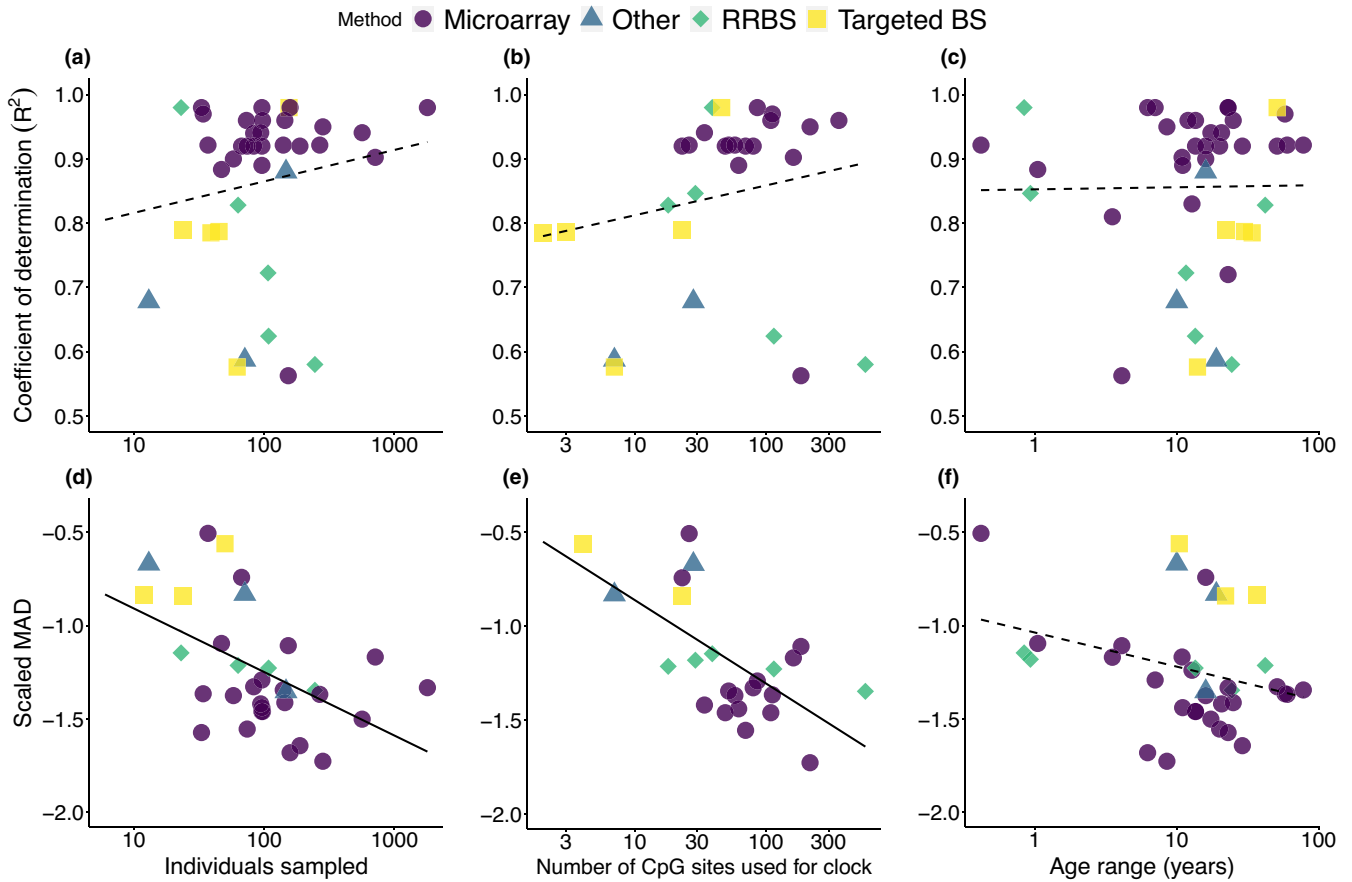 Method Microarray Other RRBS Targeted BS
(a) (b) (c)
Coefficient of determination (R²)
1.0 1.0 1.0
0.9 0.9 0.9
0.8 0.8 0.8
0.7 0.7 0.7
0.6 0.6 0.6
0.5 0.5 0.5
10 100 1000 3 10 30 100 300 1 10 100
(d) (e) (f)
Scaled MAD
−0.5 −0.5 −0.5
−1.0 −1.0 −1.0
−1.5 −1.5 −1.5
−2.0 −2.0 −2.0
10 100 1000 3 10 30 100 300 1 10 100
Individuals sampled Number of CpG sites used for clock Age range (years)